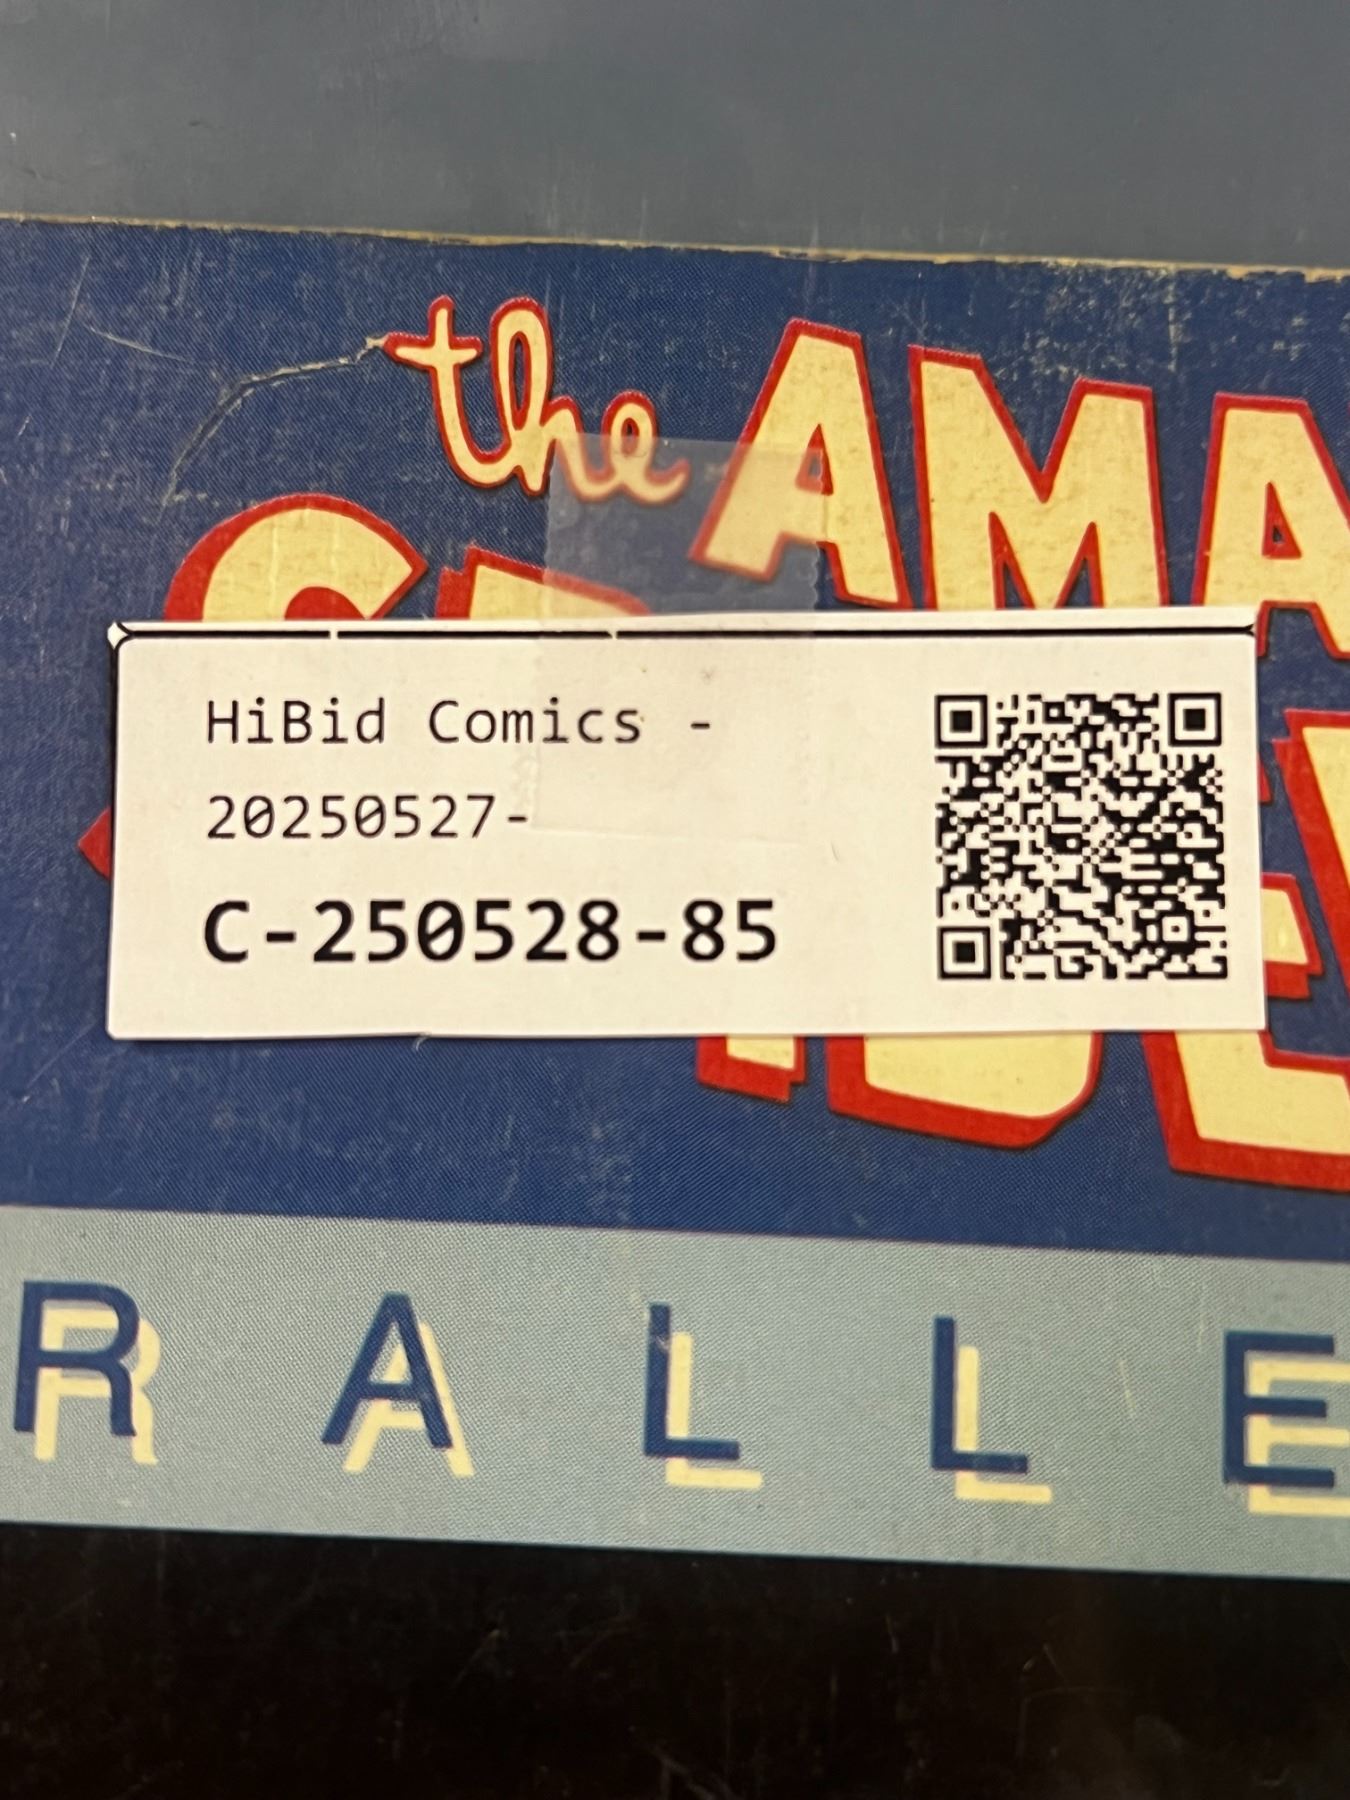 the AMA
HiBid Comics -
20250527-
C-250528-85
RALLE